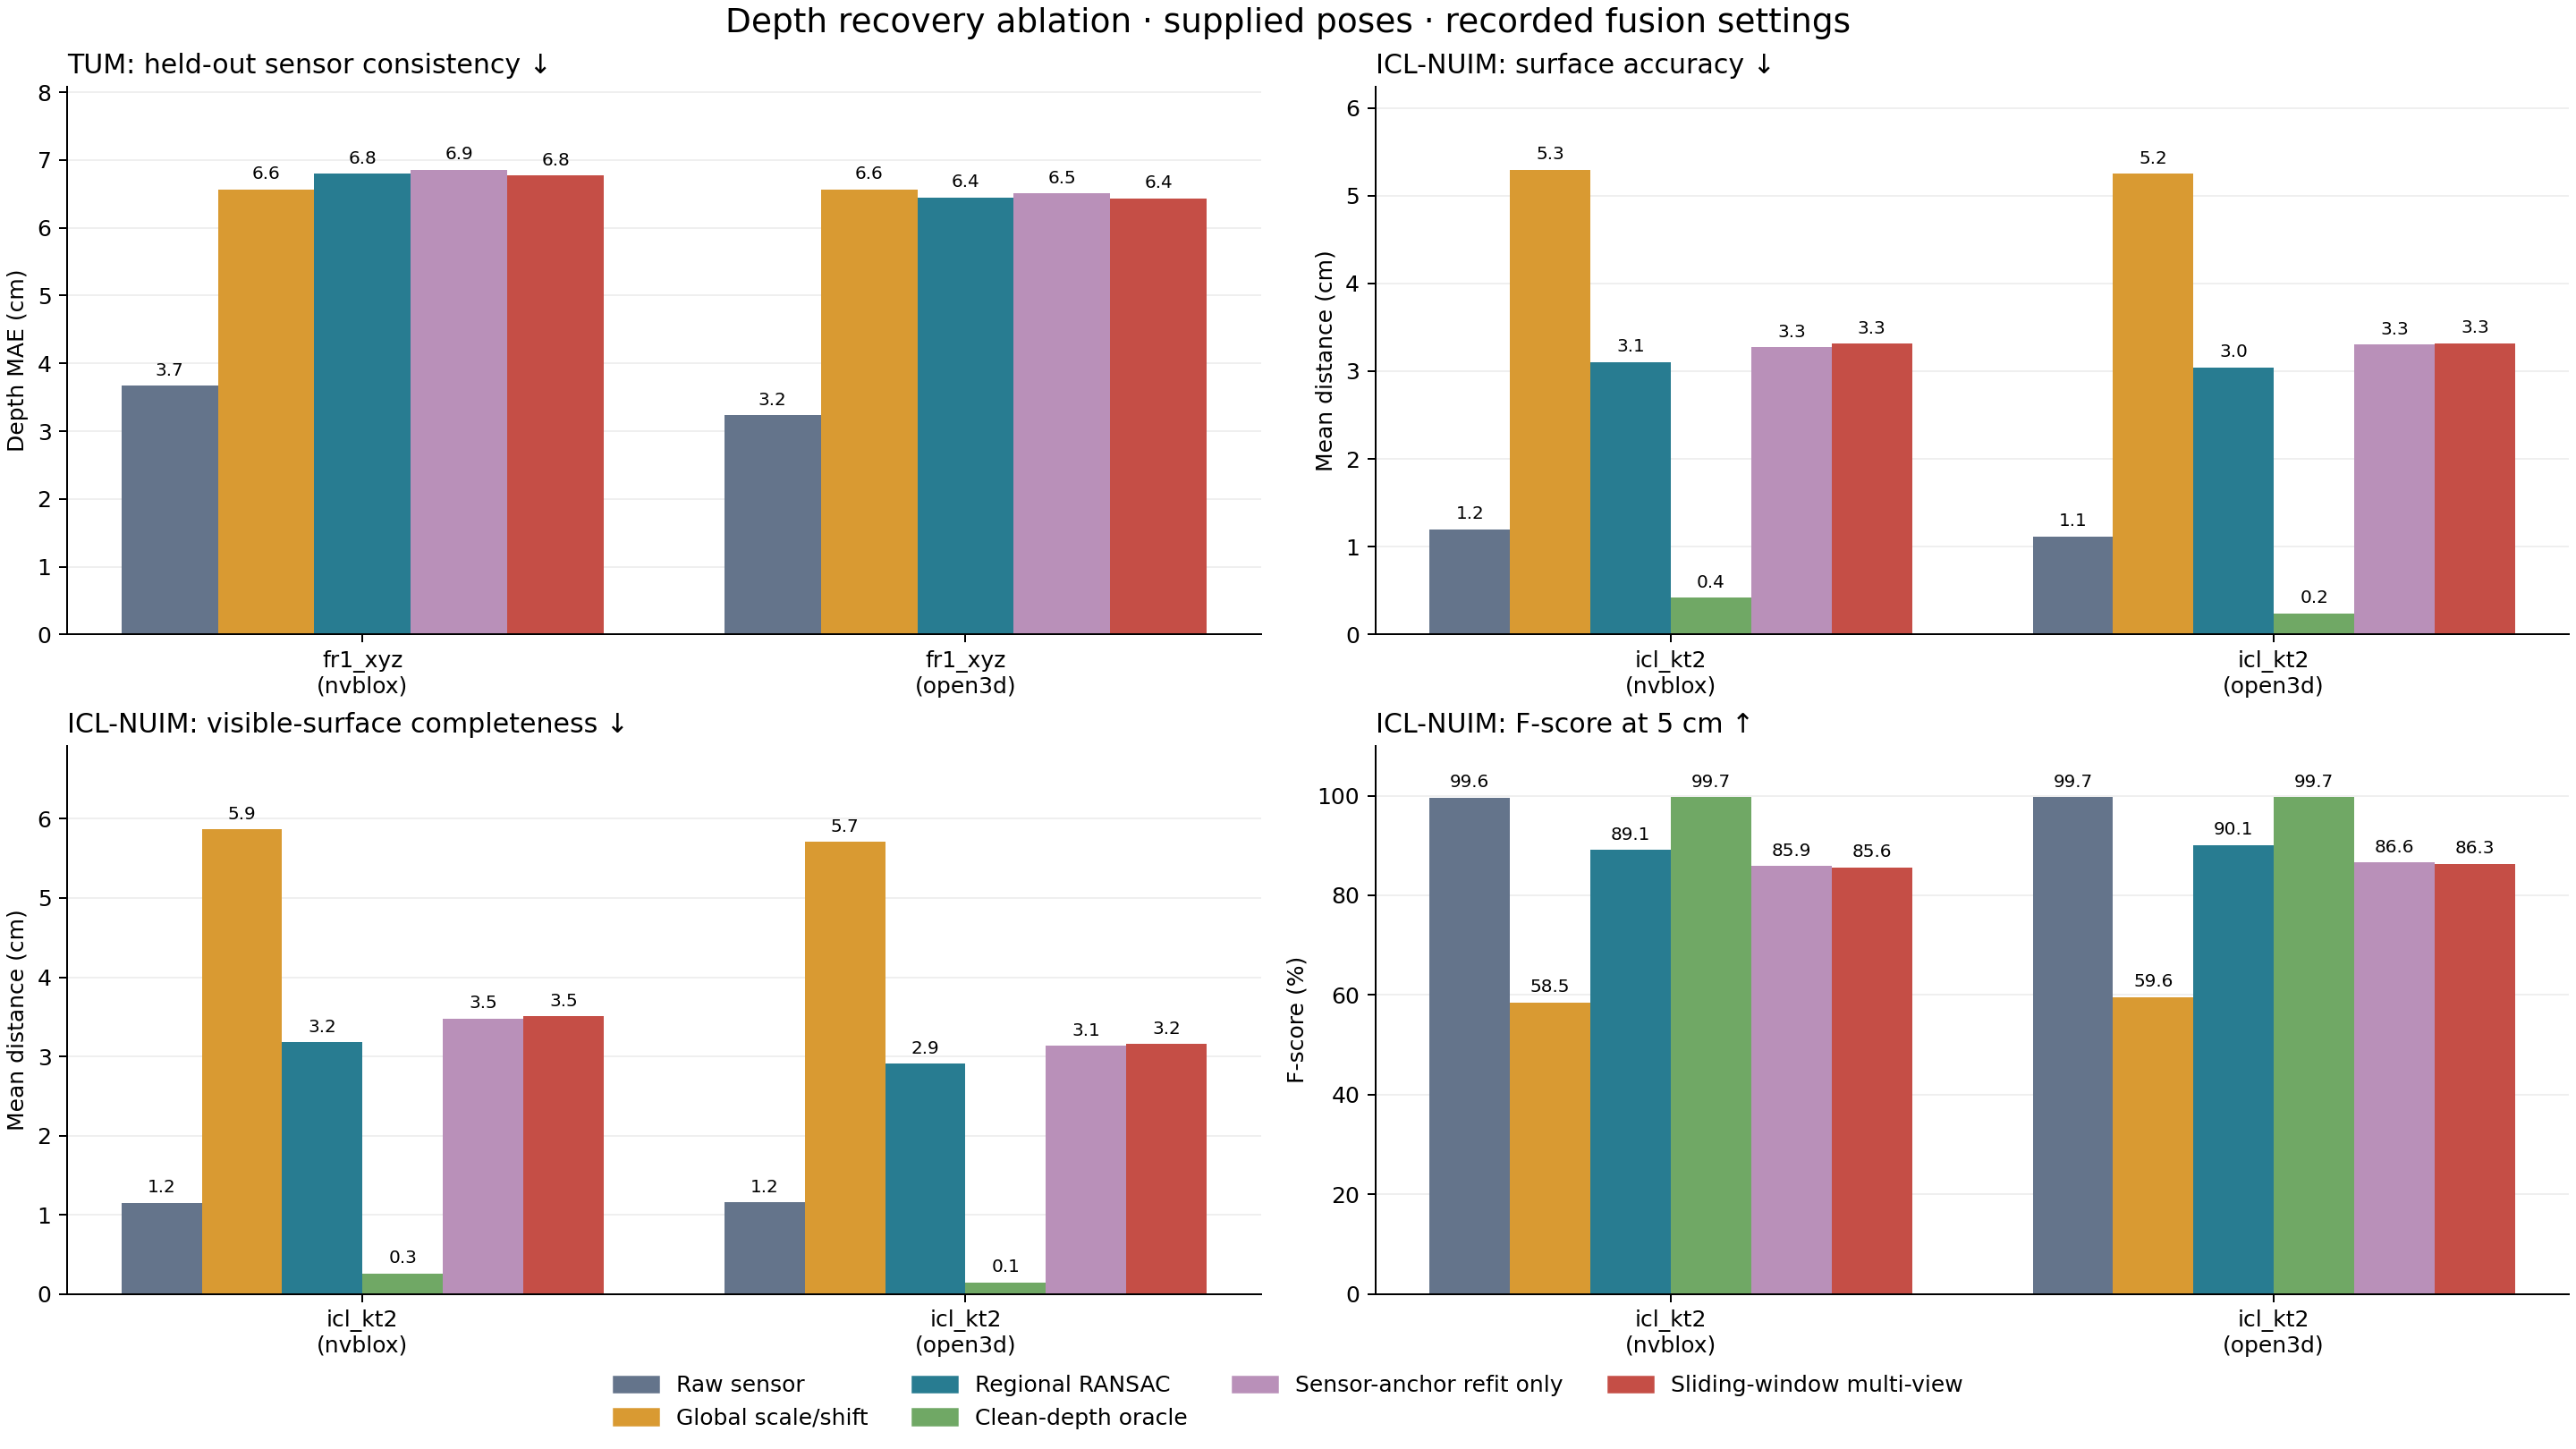 Depth recovery ablation · supplied poses · recorded fusion settings
TUM: held-out sensor consistency ↓
Depth MAE (cm)
8
7
6
5
4
3
2
1
0
3.7
6.6
6.8
6.9
6.8
3.2
6.6
6.4
6.5
6.4
fr1_xyz
(nvblox)
fr1_xyz
(open3d)
ICL-NUIM: surface accuracy ↓
Mean distance (cm)
6
5
4
3
2
1
0
1.2
5.3
3.1
0.4
3.3
3.3
1.1
5.2
3.0
0.2
3.3
3.3
icl_kt2
(nvblox)
icl_kt2
(open3d)
ICL-NUIM: visible-surface completeness ↓
Mean distance (cm)
6
5
4
3
2
1
0
1.2
5.9
3.2
0.3
3.5
3.5
1.2
5.7
2.9
0.1
3.1
3.2
icl_kt2
(nvblox)
icl_kt2
(open3d)
ICL-NUIM: F-score at 5 cm ↑
F-score (%)
100
80
60
40
20
0
99.6
58.5
89.1
99.7
85.9
85.6
99.7
59.6
90.1
99.7
86.6
86.3
icl_kt2
(nvblox)
icl_kt2
(open3d)
Raw sensor
Global scale/shift
Regional RANSAC
Clean-depth oracle
Sensor-anchor refit only
Sliding-window multi-view